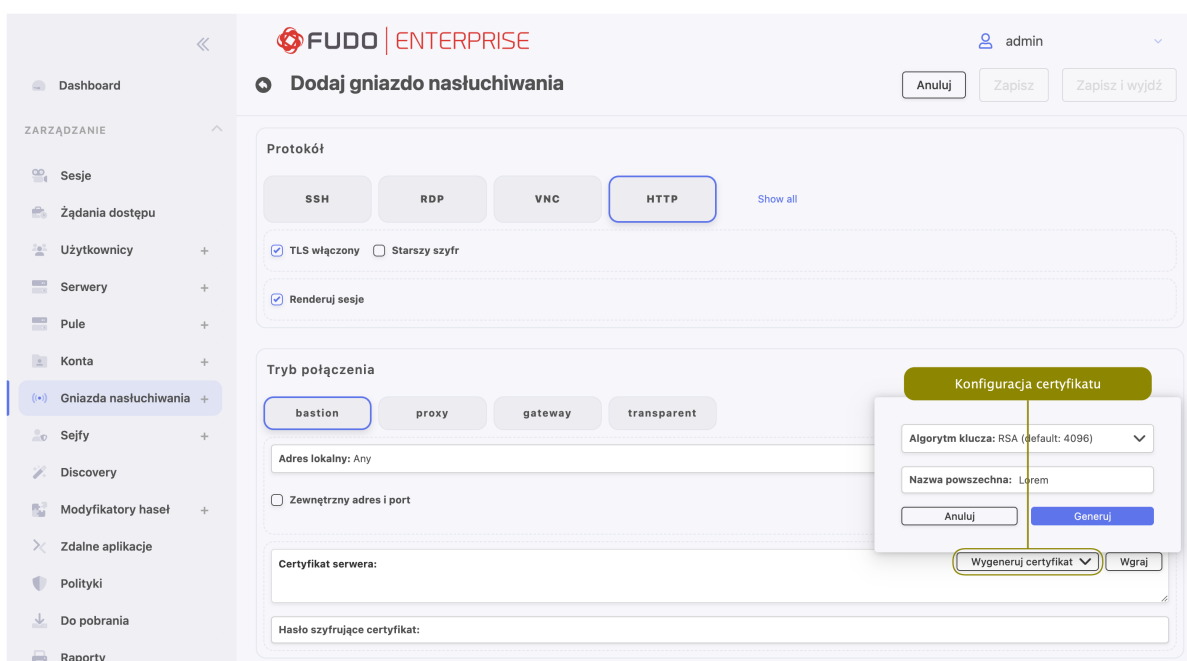 FUDO ENTERPRISE
admin
Dashboard
Dodaj gniazdo nasłuchiwania
Anuluj
Zapisz
Zapisz i wyjdź
ZARZĄDZANIE
Sesje
Żądania dostępu
Użytkownicy +
Serwery +
Pule +
Konta +
Gniazda nasłuchiwania +
Sejfy +
Discovery
Modyfikatory haseł +
Zdalne aplikacje
Polityki
Do pobrania
Raporty
Protokół
SSH RDP VNC HTTP Show all
TLS włączony Starszy szyfr
Renderuj sesje
Tryb połączenia
bastion proxy gateway transparent
Adres lokalny: Any
Zewnętrzny adres i port
Konfiguracja certyfikatu
Algorytm klucza: RSA (default: 4096)
Nazwa powszechna: Lorem
Anuluj Generuj
Certyfikat serwera:
Wygeneruj certyfikat Wgraj
Hasło szyfrujące certyfikat: